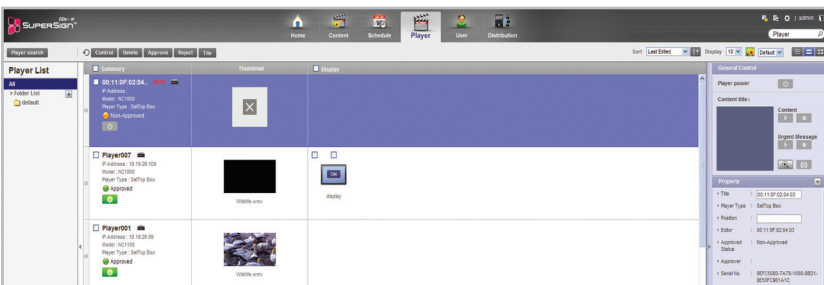 SUPERSIGN™
Elite-w
Home
Content
Schedule
Player
User
Distribution
admin
Player
Player search
Control
Delete
Approve
Reject
Title
Sort
Last Edited
Display
10
Default
Player List
All
> Folder List
default
Summary
Thumbnail
Display
00:11:0F:02:04..
IP Address
Model : NC1000
Player Type : SetTop Box
Non-Approved
Player007
IP Address : 10.19.28.109
Model : NC1000
Player Type : SetTop Box
Approved
Wildlife.wmv
ON
display
Player001
IP Address : 10.19.28.89
Model : NC1100
Player Type : SetTop Box
Approved
Wildlife.wmv
General Control
Player power
Content title :
Content
Urgent Message
Property
Title : 00:11:0F:02:04:03
Player Type : SetTop Box
Position :
Editor : 00:11:0F:02:04:03
Approved Status : Non-Approved
Approver :
Serial No. :